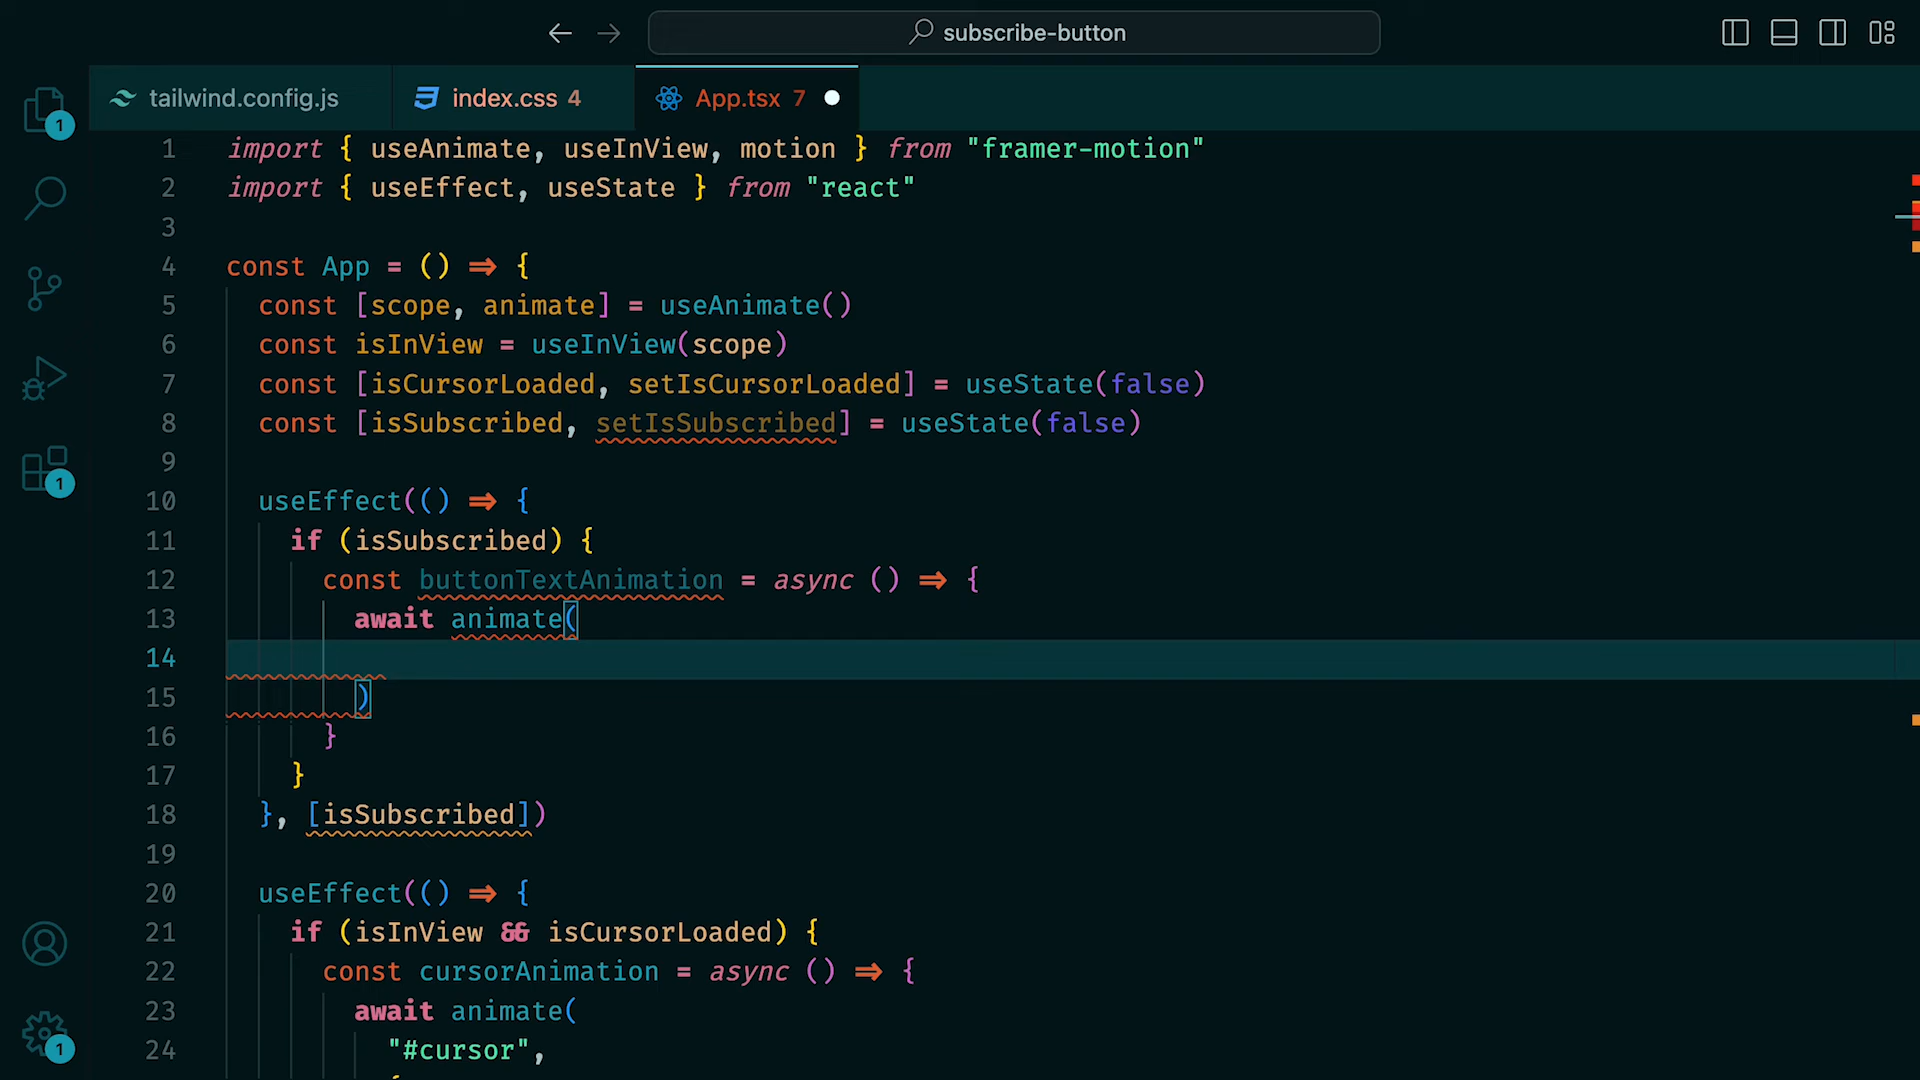 subscribe-button
tailwind.config.js
index.css 4
App.tsx 7
1
1
1
1 import { useAnimate, useInView, motion } from "framer-motion"
2 import { useEffect, useState } from "react"
3
4 const App = () => {
5 const [scope, animate] = useAnimate()
6 const isInView = useInView(scope)
7 const [isCursorLoaded, setIsCursorLoaded] = useState(false)
8 const [isSubscribed, setIsSubscribed] = useState(false)
9
10 useEffect(() => {
11 if (isSubscribed) {
12 const buttonTextAnimation = async () => {
13 await animate(
14
15 )
16 }
17 }
18 }, [isSubscribed])
19
20 useEffect(() => {
21 if (isInView && isCursorLoaded) {
22 const cursorAnimation = async () => {
23 await animate(
24 "#cursor",